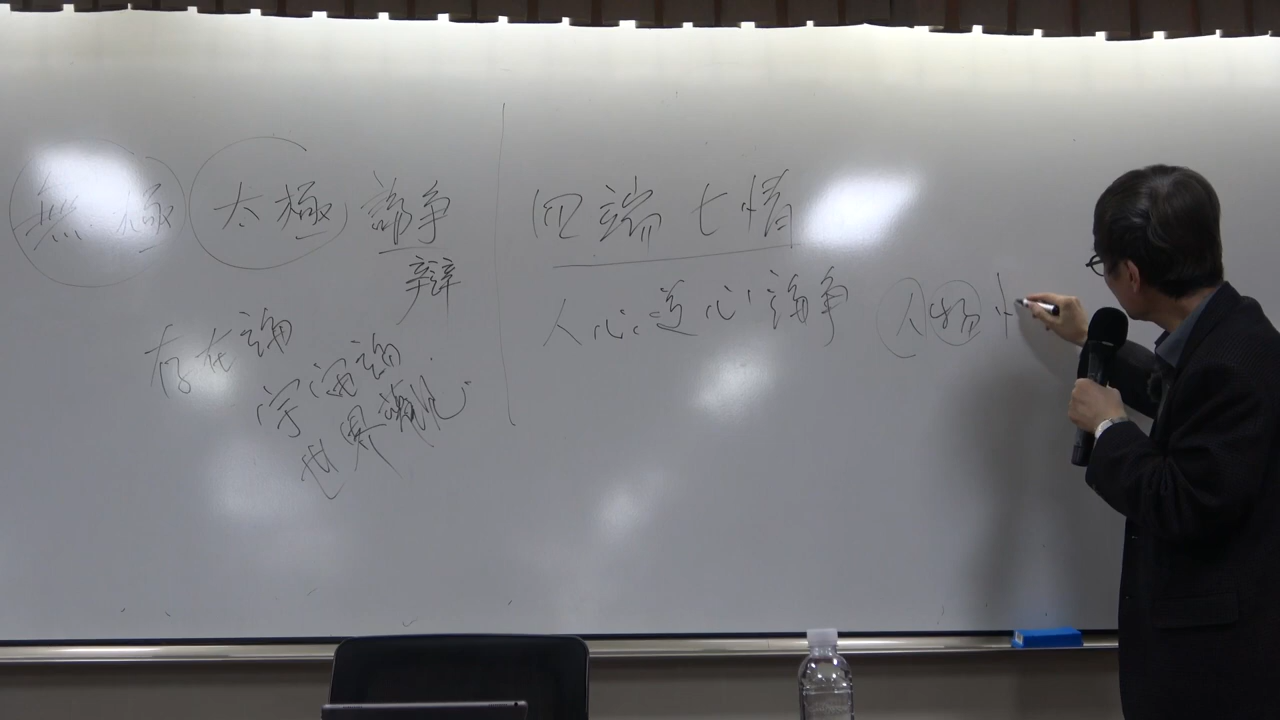 無極 太極 論爭
辯
存在論
宇宙論
世界觀
四端 七情
人心道心論爭 人物